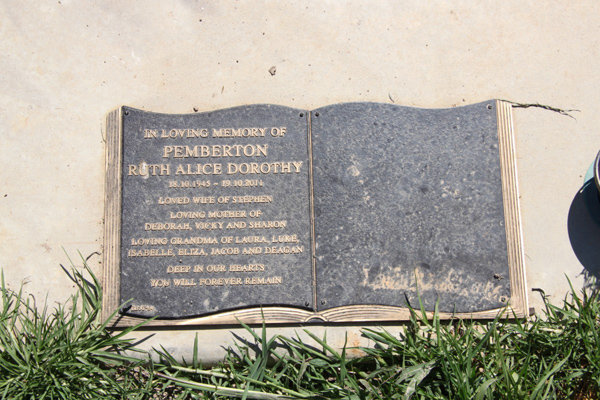 IN LOVING MEMORY OF
PEMBERTON
RUTH ALICE DOROTHY
LOVED WIFE OF STEPHEN
LOVING MOTHER OF
DEBORAH, VICKY AND SHARON
LOVING GRANDMA OF LAURA, LUKE,
ISABELLE, ELIZA, JACOB AND DEAGAN
DEEP IN OUR HEARTS
YOU WILL FOREVER REMAIN